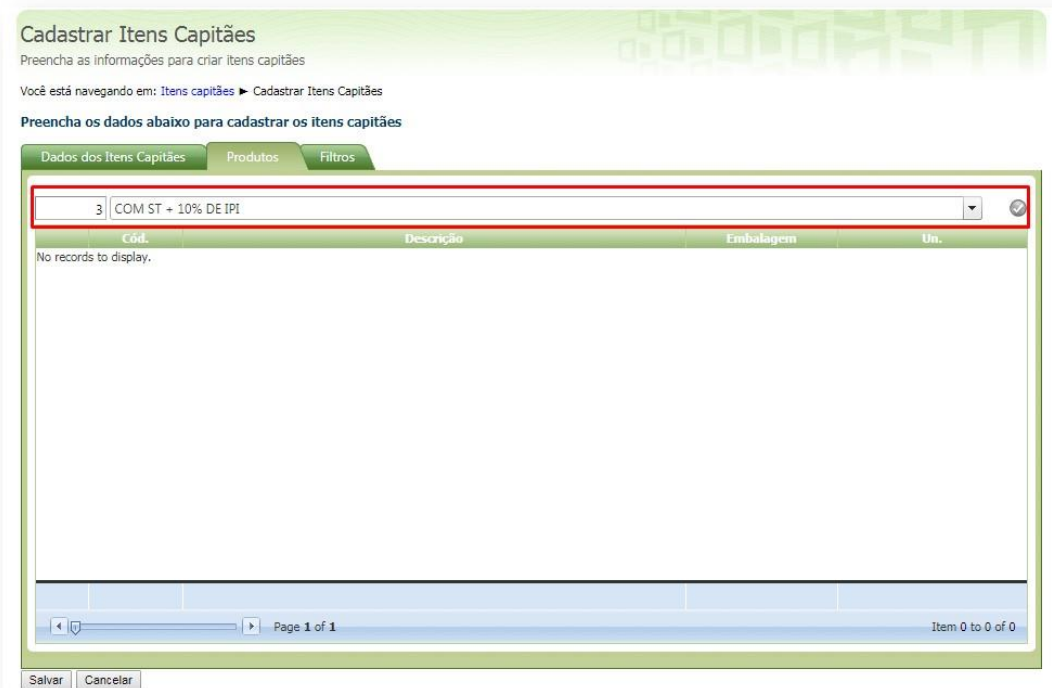 Cadastrar Itens Capitães
Preencha as informações para criar itens capitães
Você está navegando em: Itens capitães ► Cadastrar Itens Capitães
Preencha os dados abaixo para cadastrar os itens capitães
Dados dos Itens Capitães Produtos Filtros
3 COM ST + 10% DE IPI
Cód. Descrição Embalagem Un.
No records to display.
Page 1 of 1 Item 0 to 0 of 0
Salvar Cancelar